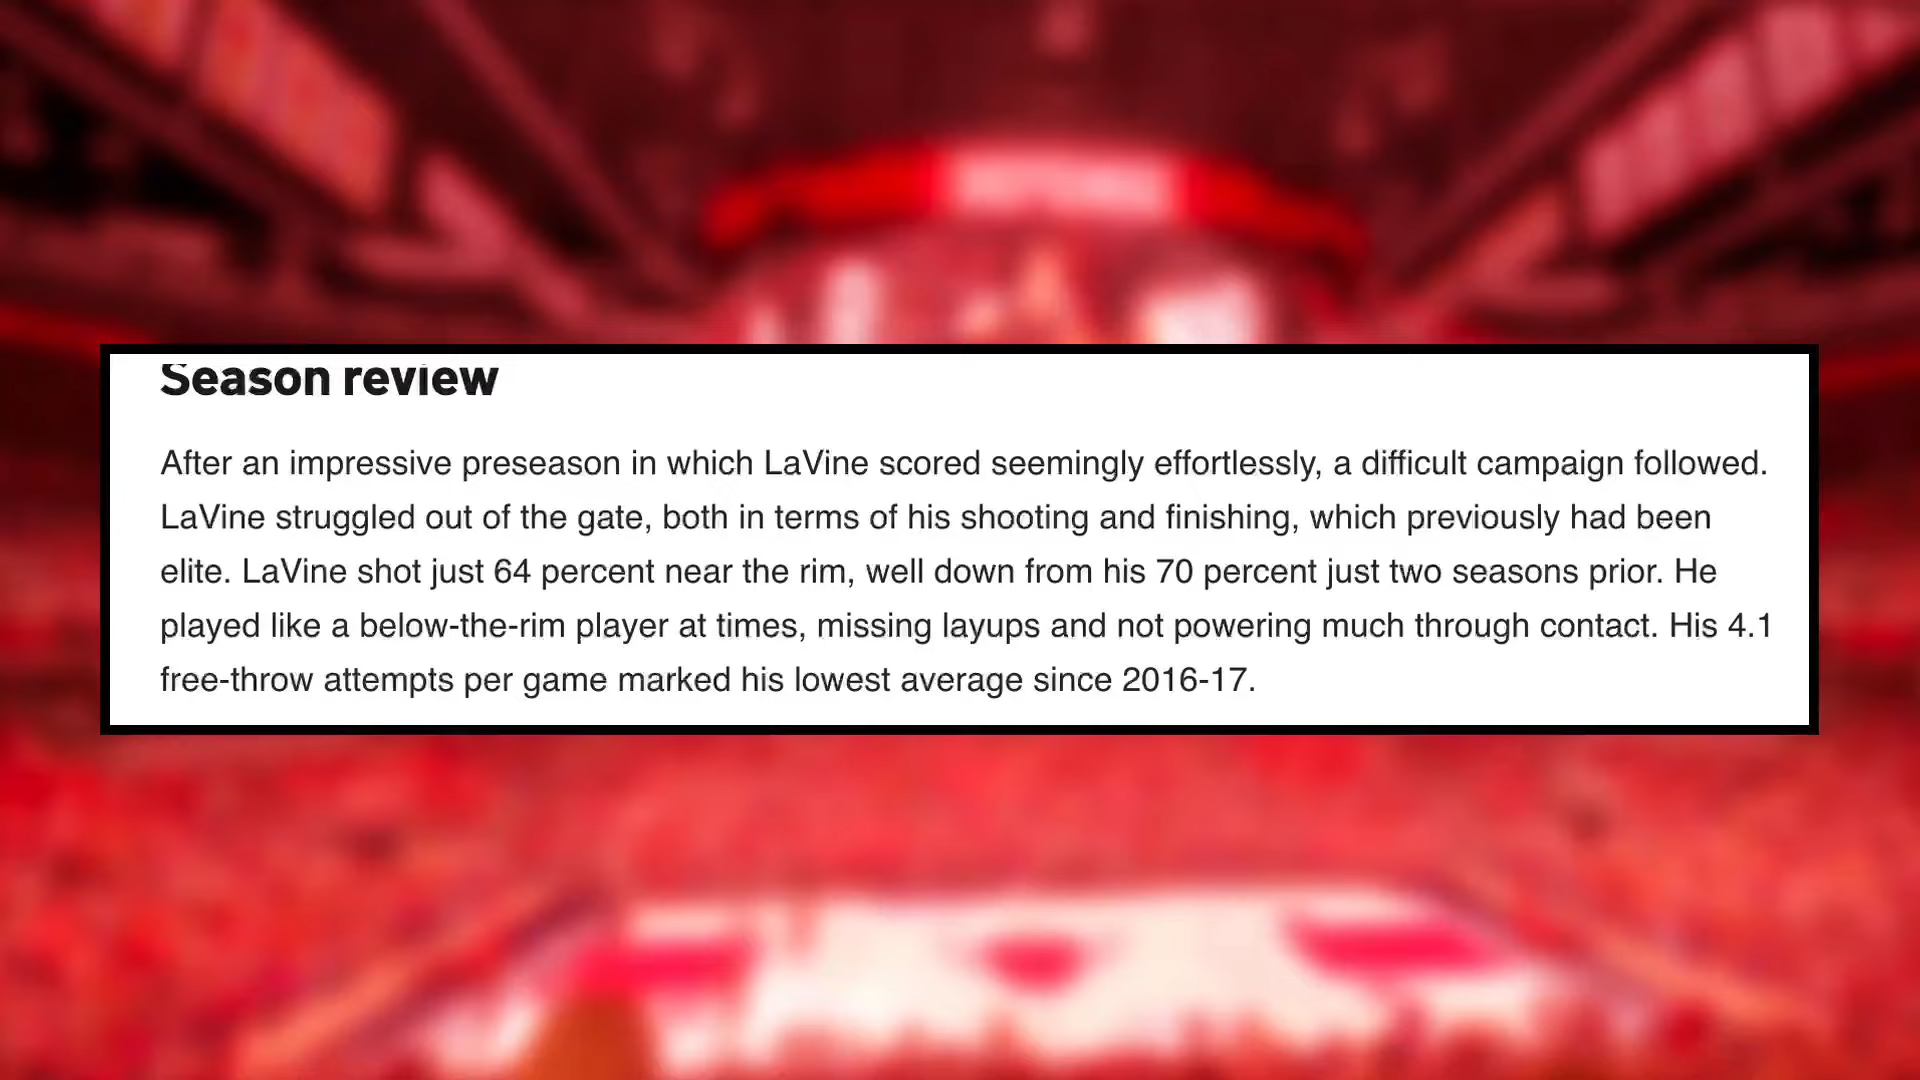 Season review
After an impressive preseason in which LaVine scored seemingly effortlessly, a difficult campaign followed.
LaVine struggled out of the gate, both in terms of his shooting and finishing, which previously had been
elite. LaVine shot just 64 percent near the rim, well down from his 70 percent just two seasons prior. He
played like a below-the-rim player at times, missing layups and not powering much through contact. His 4.1
free-throw attempts per game marked his lowest average since 2016-17.